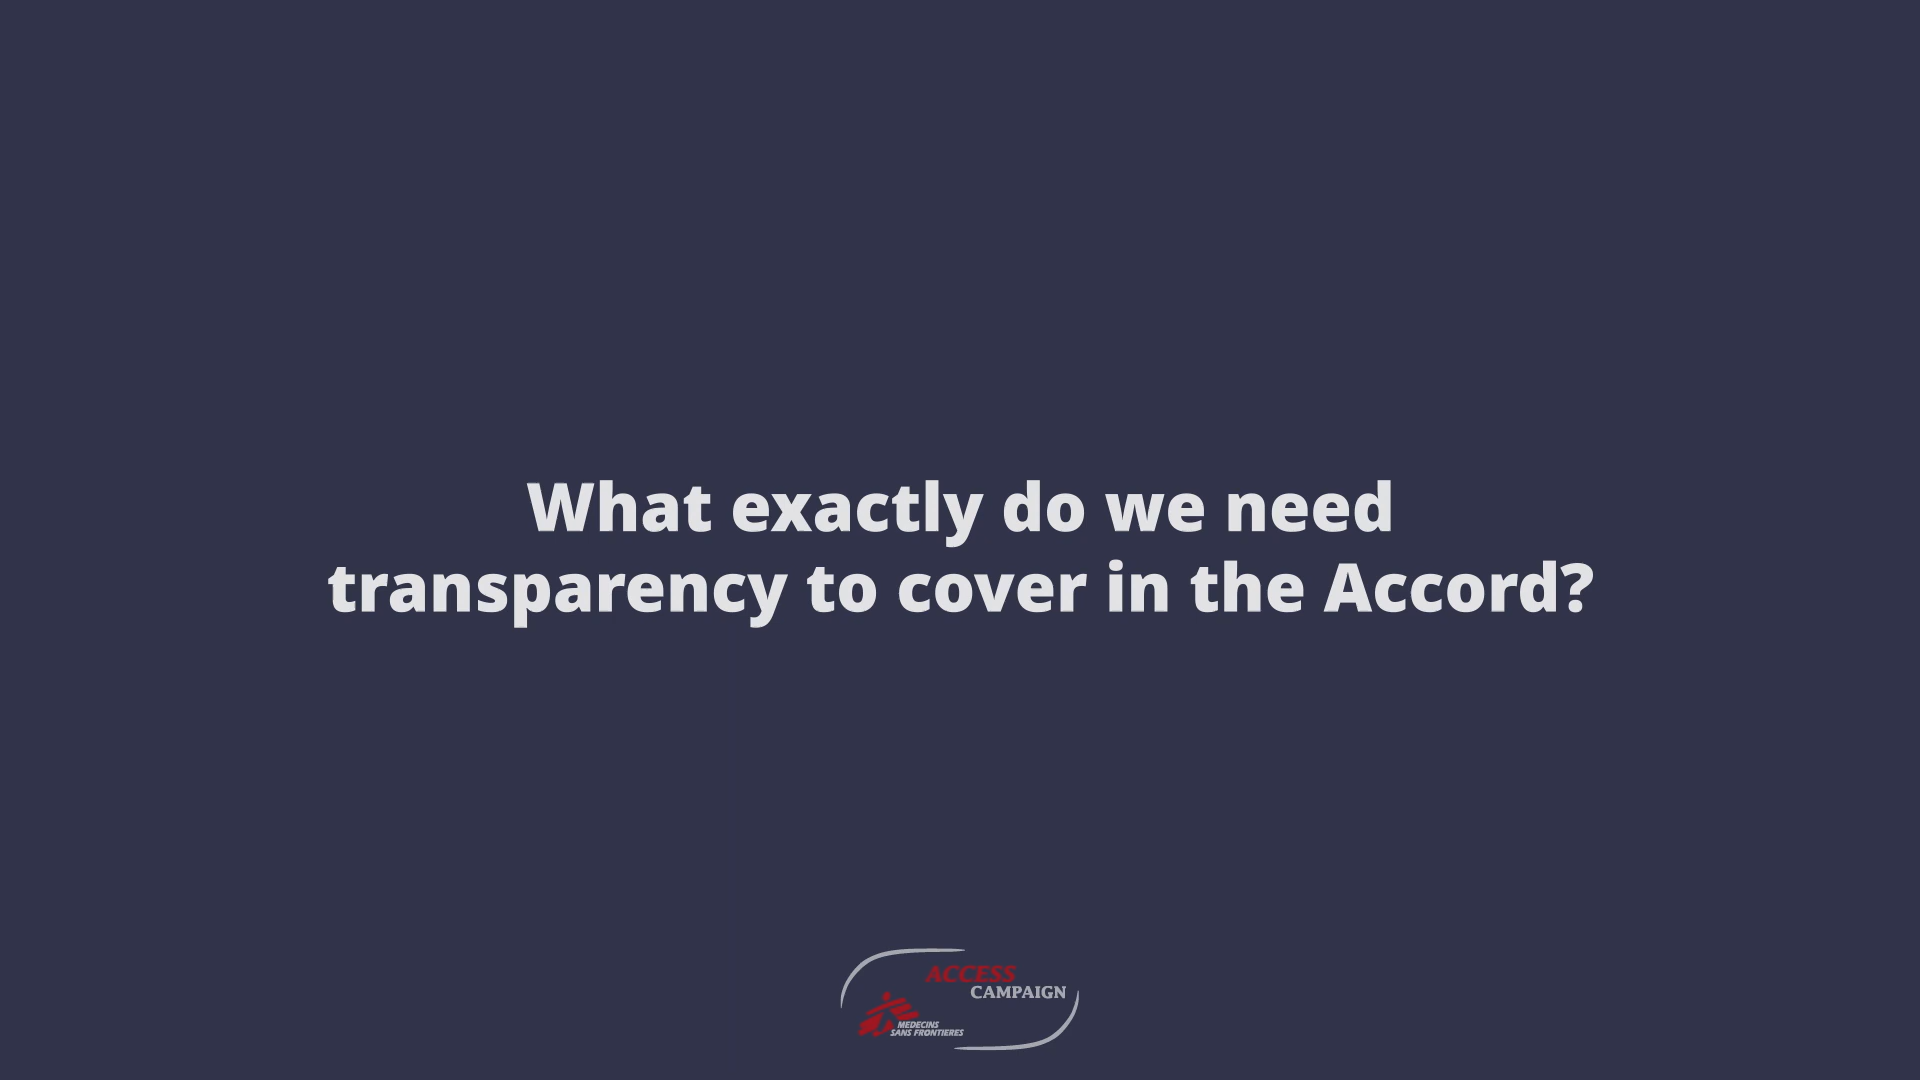 What exactly do we need
transparency to cover in the Accord?
ACCESS
CAMPAIGN
MEDECINS
SANS FRONTIERES